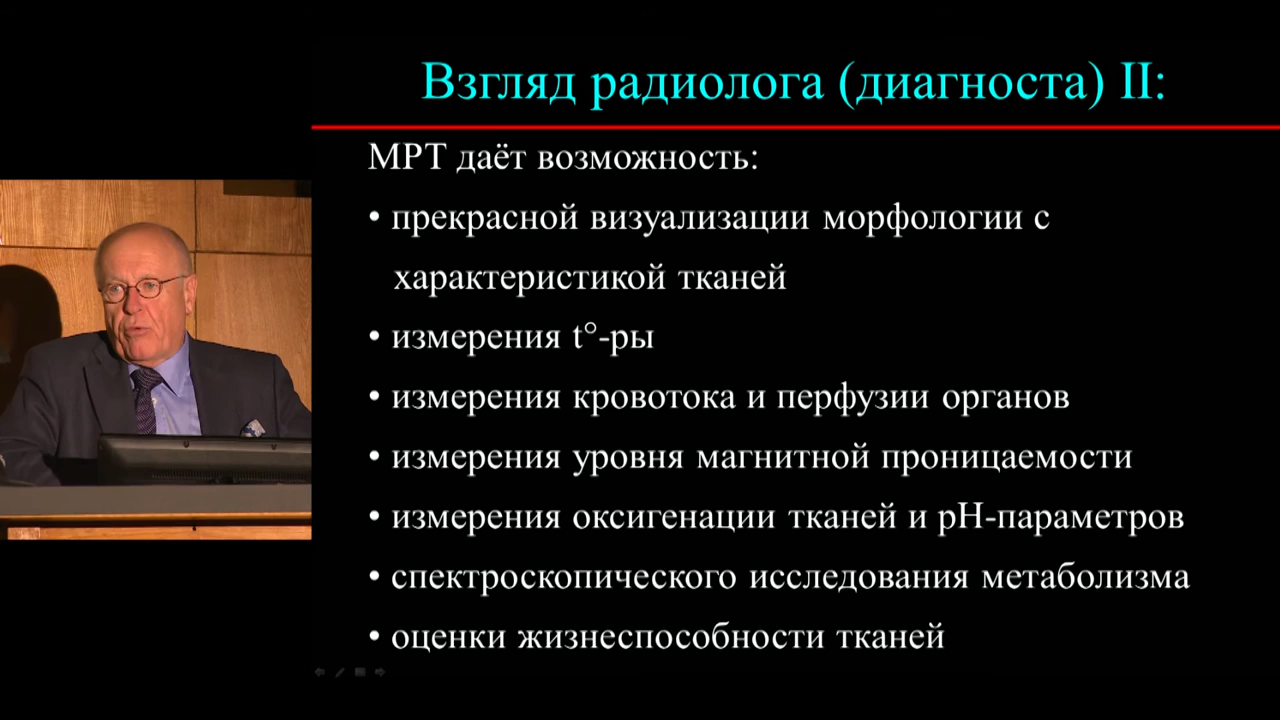 Взгляд радиолога (диагноста) II:
МРТ даёт возможность:
• прекрасной визуализации морфологии с
характеристикой тканей
• измерения t°-ры
• измерения кровотока и перфузии органов
• измерения уровня магнитной проницаемости
• измерения оксигенации тканей и pH-параметров
• спектроскопического исследования метаболизма
• оценки жизнеспособности тканей